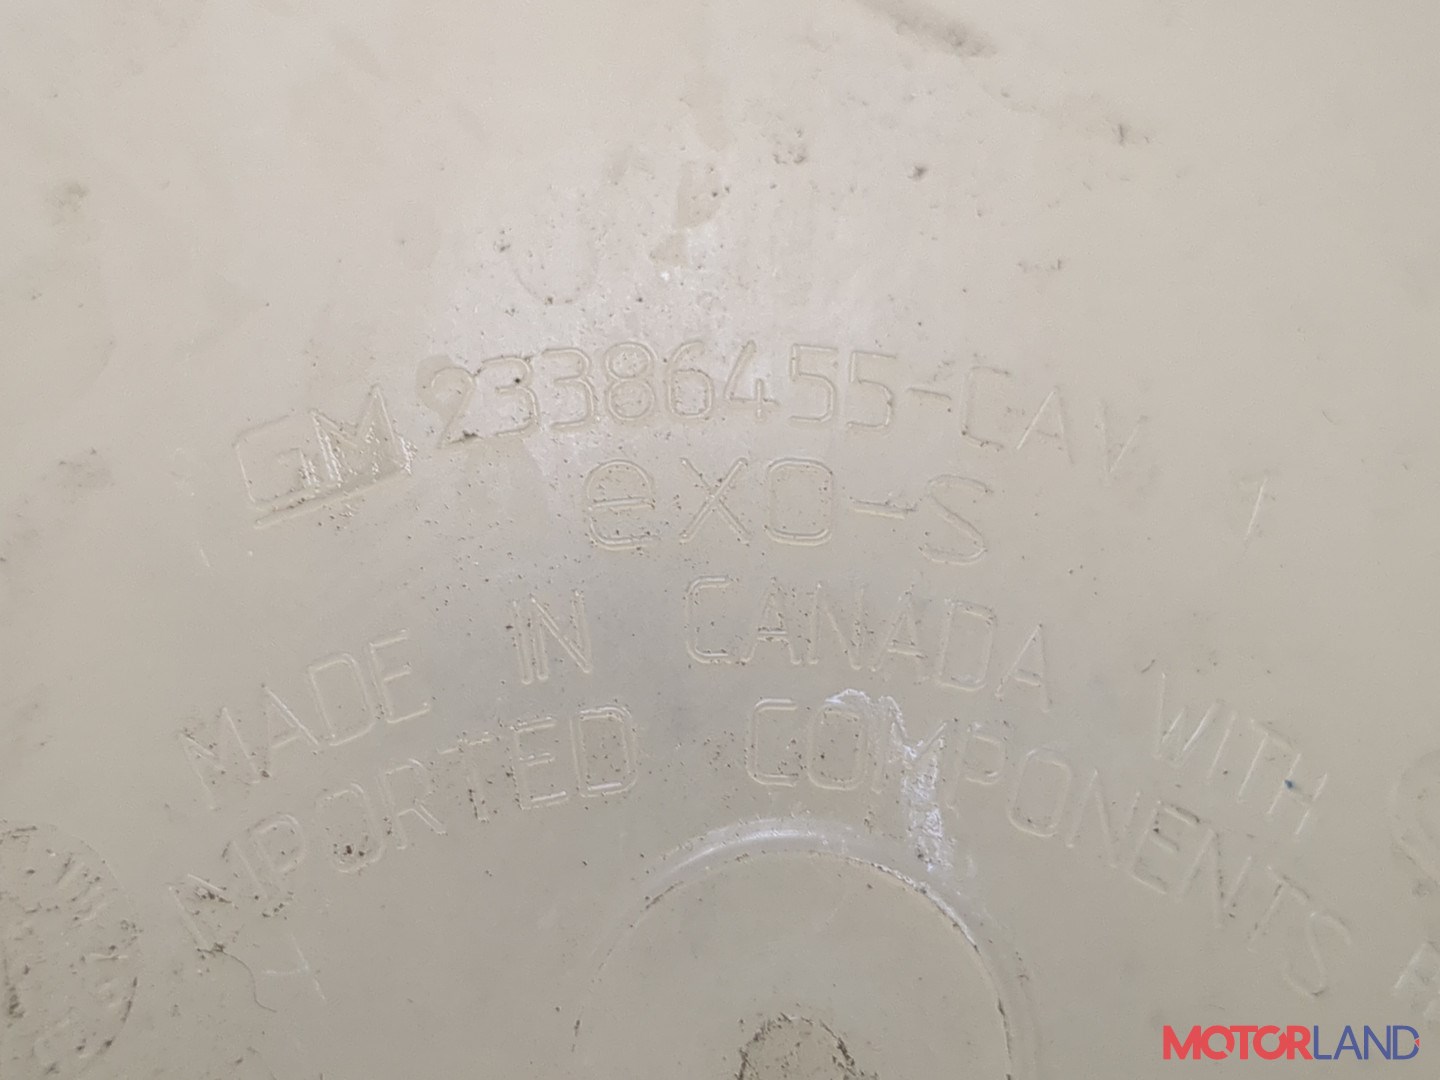 GM 23386455-CAV
exo-s
MADE IN CANADA WITH
IMPORTED COMPONENTS
MOTORLAND